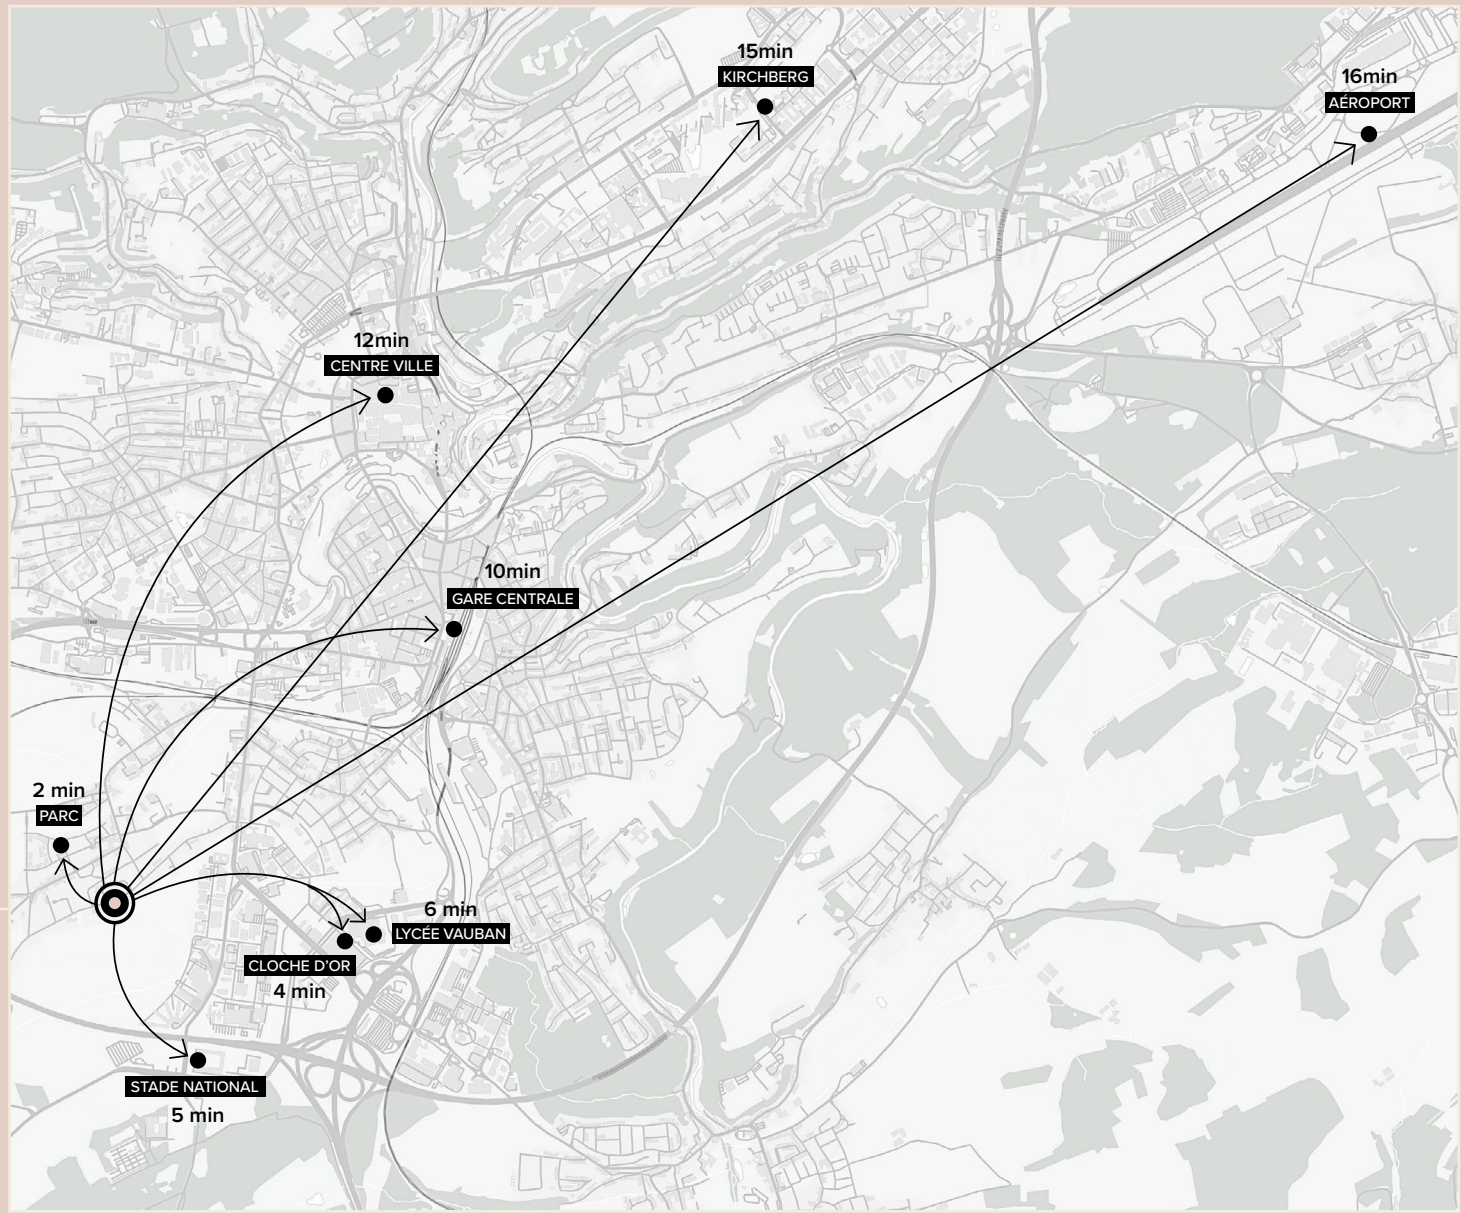 15min
KIRCHBERG
16min
AÉROPORT
12min
CENTRE VILLE
10min
GARE CENTRALE
2 min
PARC
6 min
LYCÉE VAUBAN
CLOCHE D'OR
4 min
STADE NATIONAL
5 min